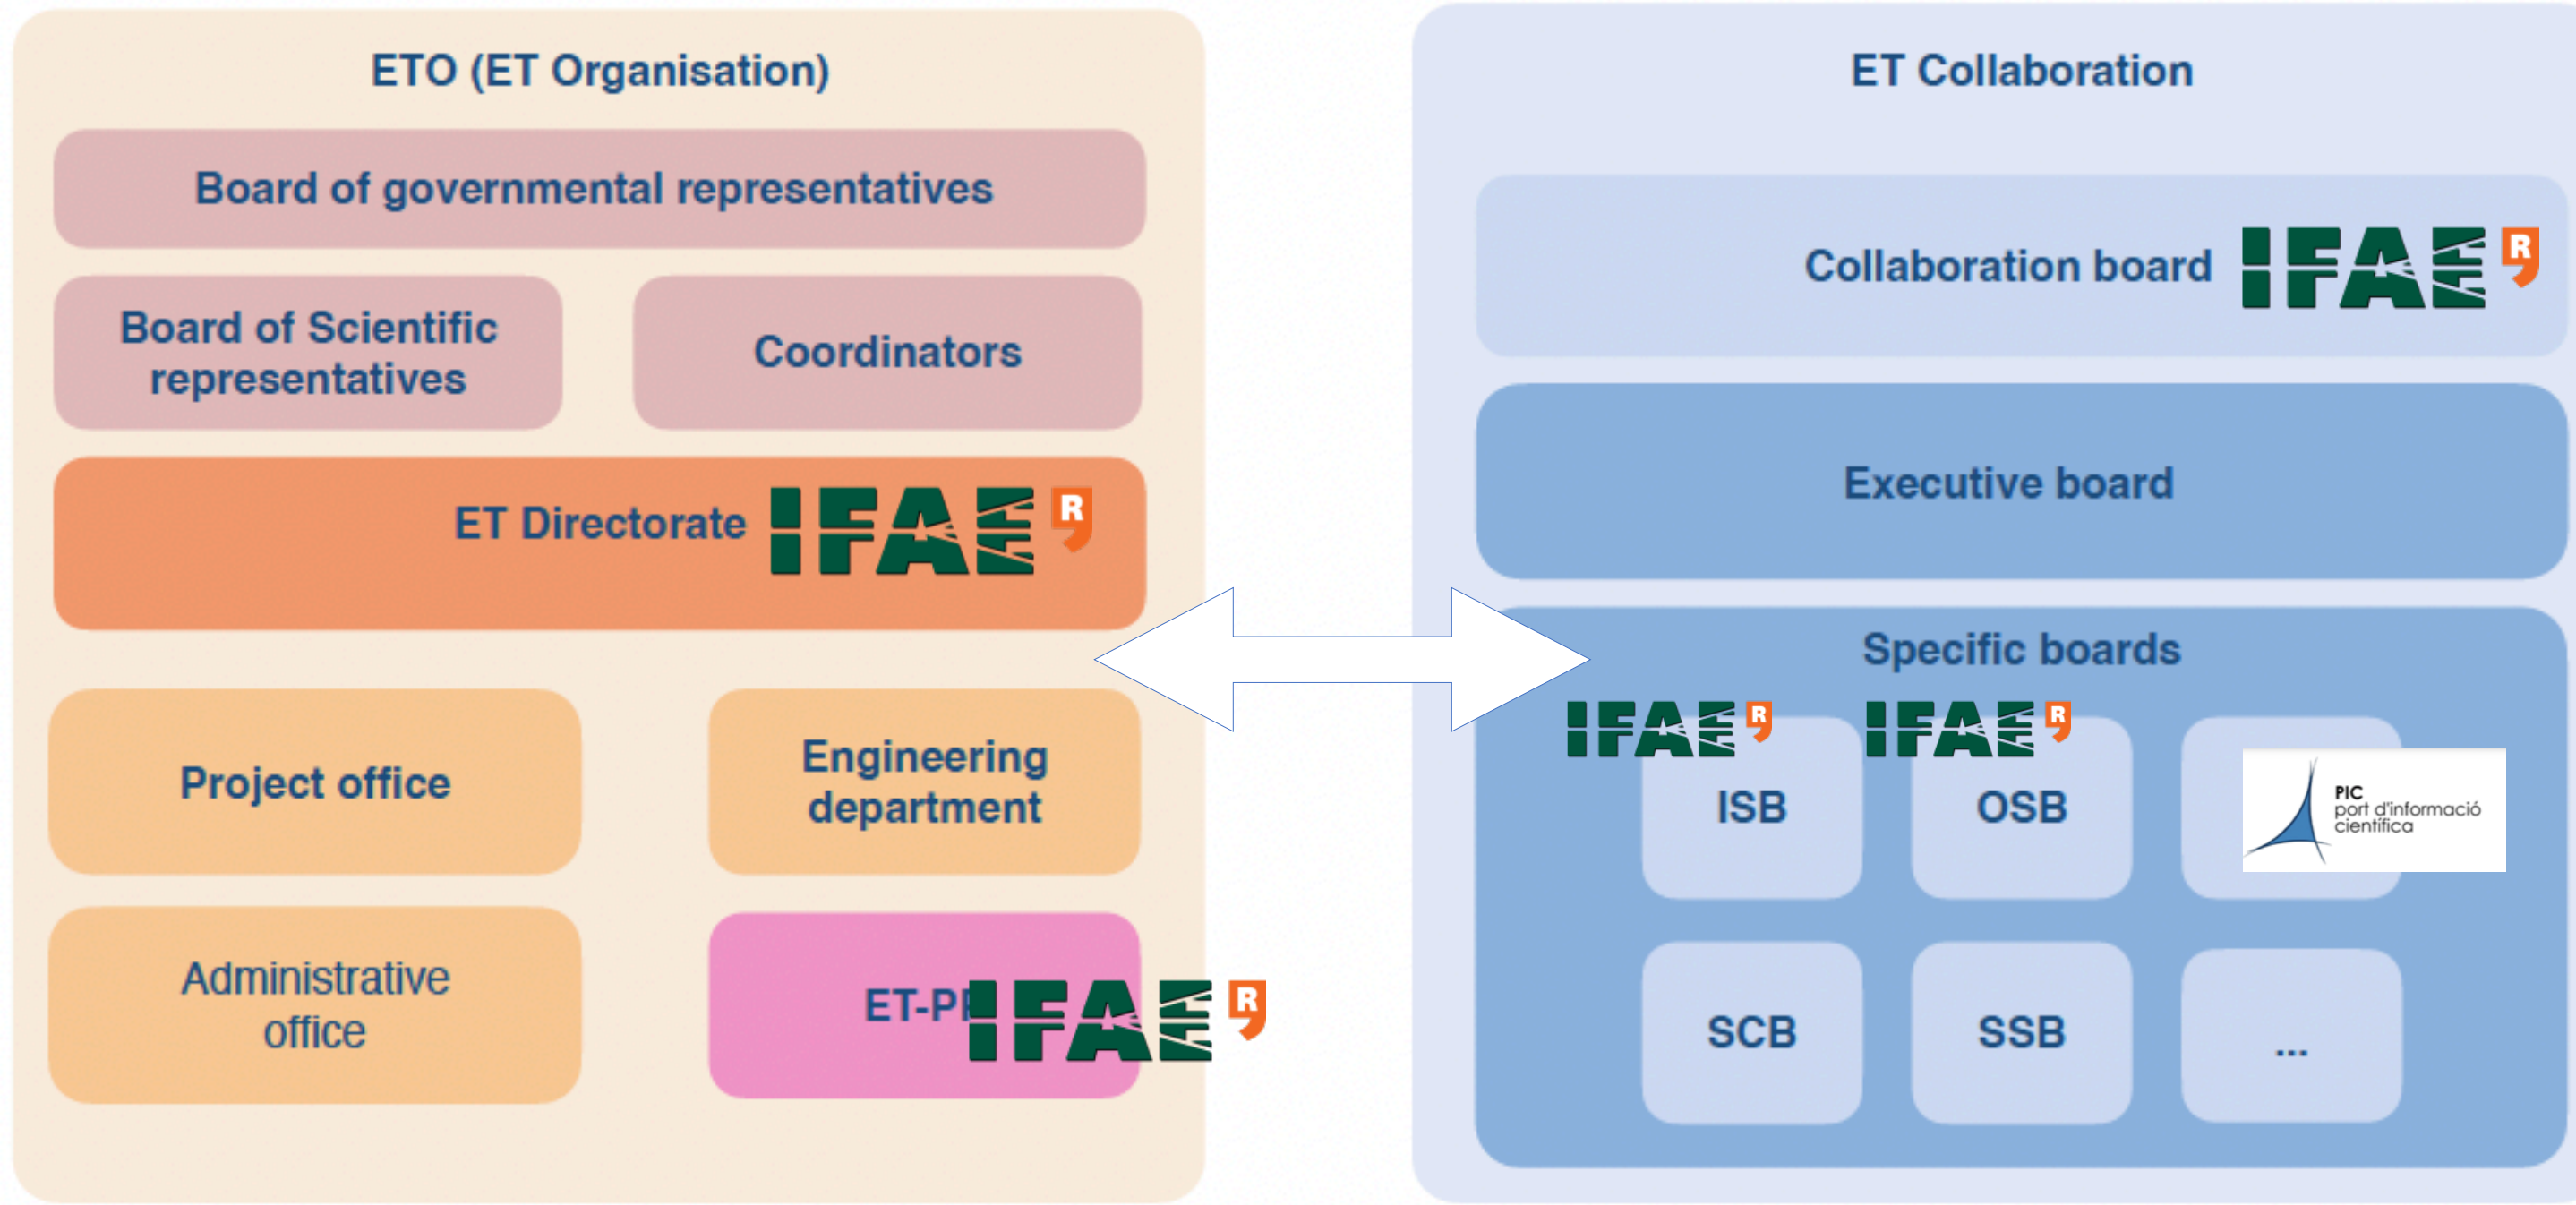 ETO (ET Organisation)
Board of governmental representatives
Board of Scientific
representatives
Coordinators
ET Directorate
IFAE R
Project office
Engineering
department
Administrative
office
IFAE R
ET Collaboration
Collaboration board
IFAE R
Executive board
Specific boards
IFAE R
IFAE R
ISB
OSB
PIC
port d'informació
científica
SCB
SSB
...